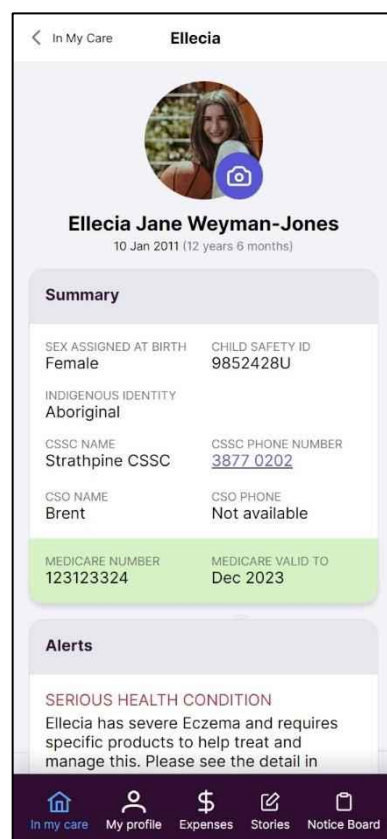 In My Care Ellecia
Ellecia Jane Weyman-Jones
10 Jan 2011 (12 years 6 months)
Summary
SEX ASSIGNED AT BIRTH CHILD SAFETY ID
Female 9852428U
INDIGENOUS IDENTITY
Aboriginal
CSSC NAME CSSC PHONE NUMBER
Strathpine CSSC 3877 0202
CSO NAME CSO PHONE
Brent Not available
MEDICARE NUMBER MEDICARE VALID TO
123123324 Dec 2023
Alerts
SERIOUS HEALTH CONDITION
Ellecia has severe Eczema and requires
specific products to help treat and
manage this. Please see the detail in
In my care My profile Expenses Stories Notice Board